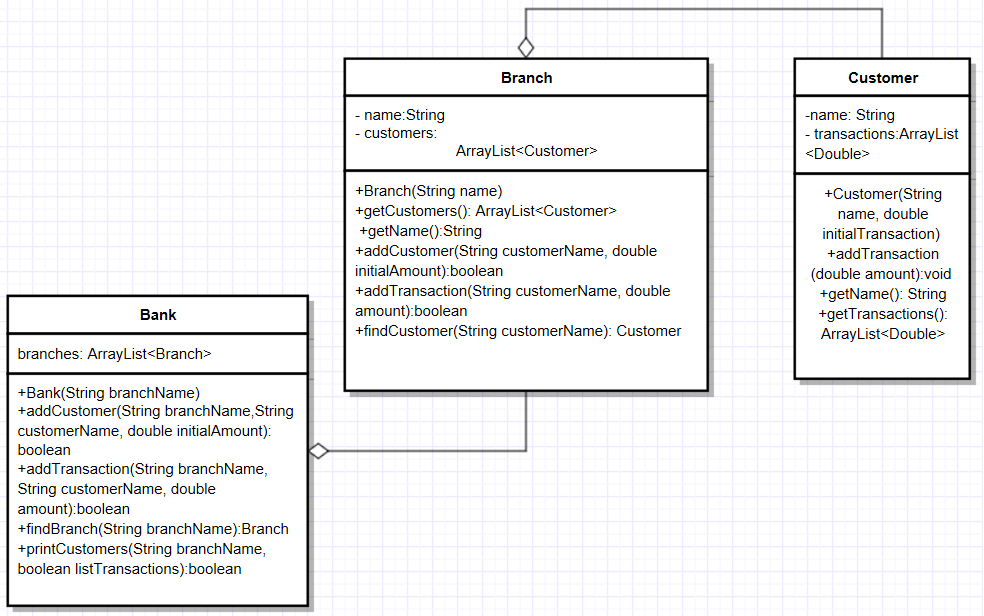 Branch
- name:String
- customers:
ArrayList<Customer>
+Branch(String name)
+getCustomers(): ArrayList<Customer>
+getName():String
+addCustomer(String customerName, double
initialAmount):boolean
+addTransaction(String customerName, double
amount):boolean
+findCustomer(String customerName): Customer
Customer
-name: String
- transactions:ArrayList
<Double>
+Customer(String
name, double
initialTransaction)
+addTransaction
(double amount):void
+getName(): String
+getTransactions():
ArrayList<Double>
Bank
branches: ArrayList<Branch>
+Bank(String branchName)
+addCustomer(String branchName,String
customerName, double initialAmount):
boolean
+addTransaction(String branchName,
String customerName, double
amount):boolean
+findBranch(String branchName):Branch
+printCustomers(String branchName,
boolean listTransactions):boolean